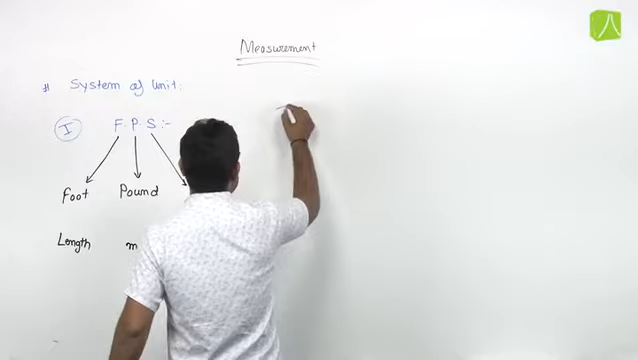 Measurement
# System of Unit:
I F. P. S :-
Foot Pound
Length m